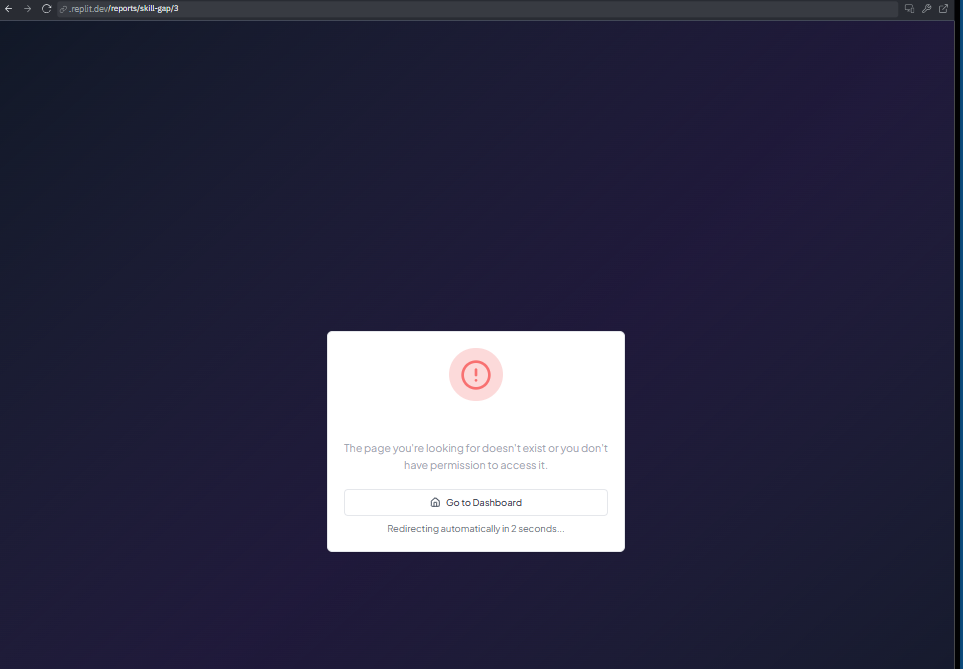 .replit.dev/reports/skill-gap/3
The page you're looking for doesn't exist or you don't
have permission to access it.
Go to Dashboard
Redirecting automatically in 2 seconds...